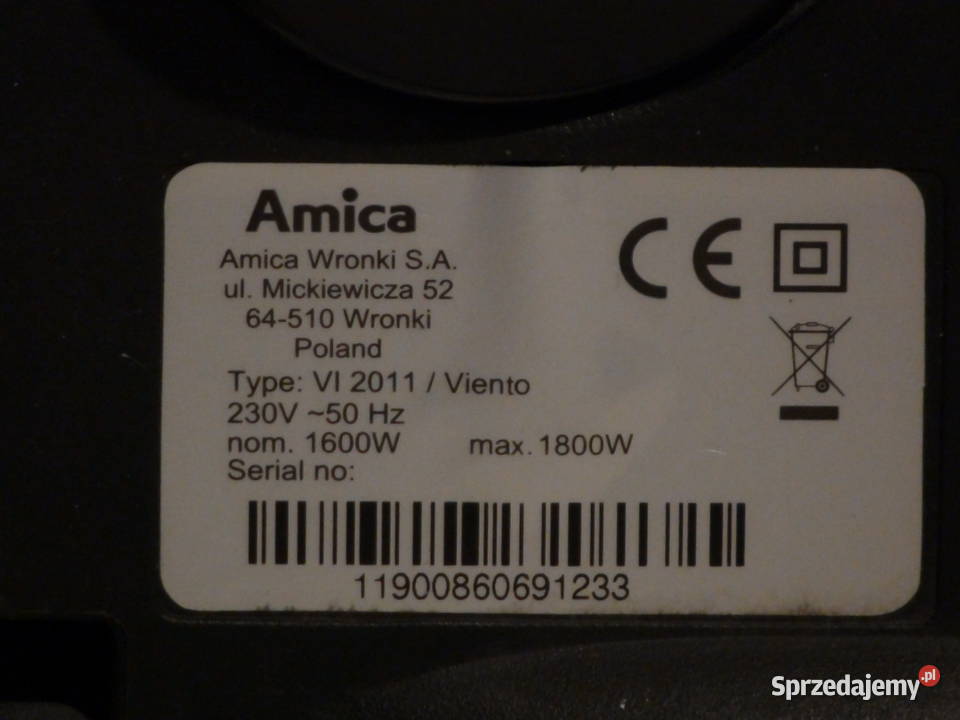 Amica
Amica Wronki S.A.
ul. Mickiewicza 52
64-510 Wronki
Poland
Type: VI 2011 / Viento
230V ~50 Hz
nom. 1600W max. 1800W
Serial no:
11900860691233
CE
Sprzedajemy.pl